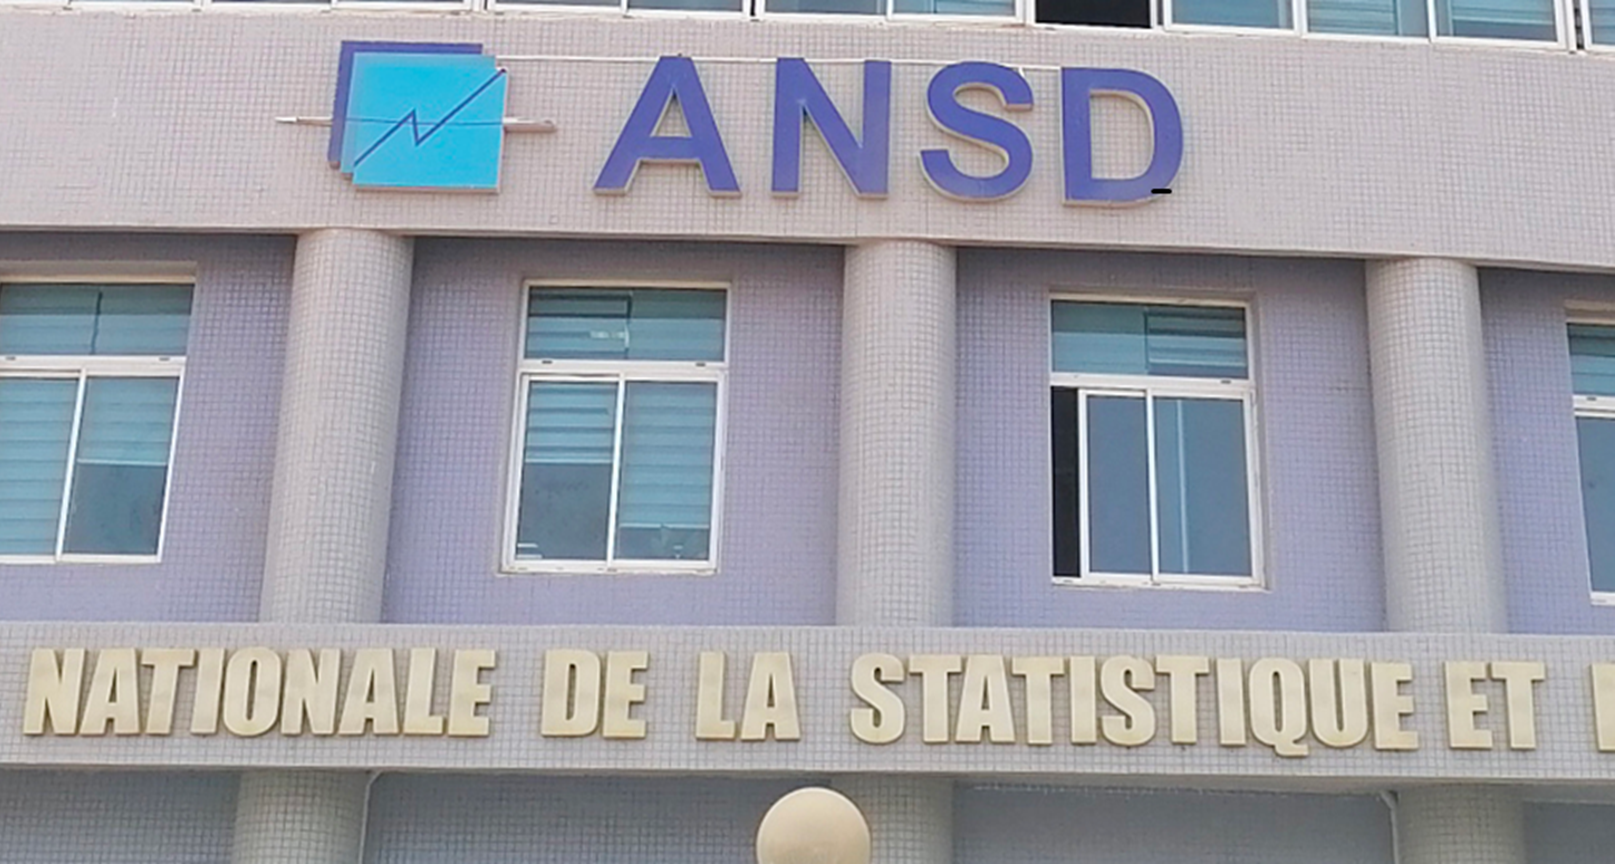 ANSD
NATIONALE DE LA STATISTIQUE ET